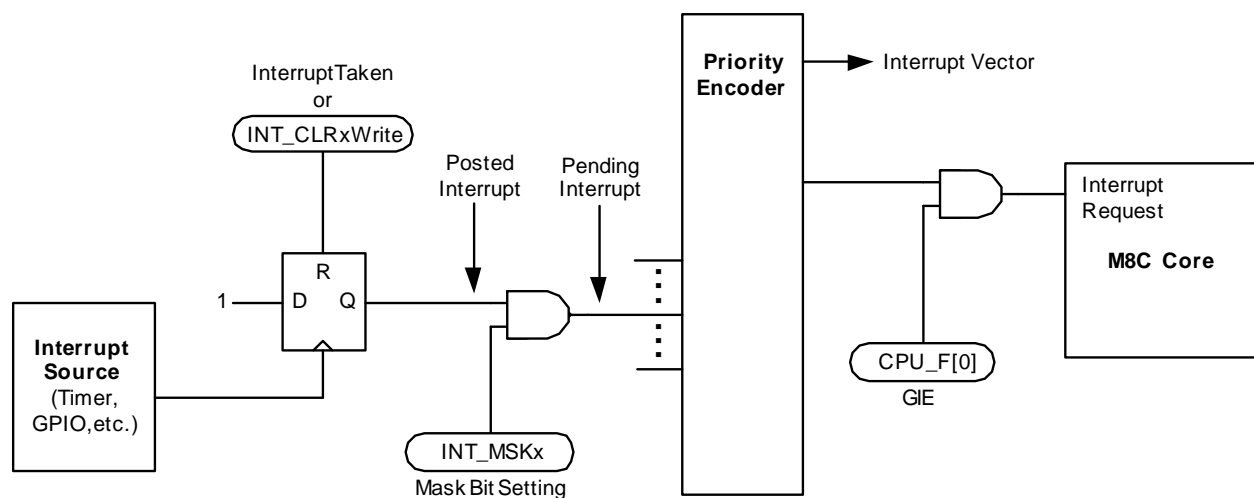 Priority
Encoder
Interrupt Vector
InterruptTaken
or
INT_CLRxWrite
Posted
Interrupt
Pending
Interrupt
Interrupt
Request
M8C Core
R
1
D
Q
Interrupt
Source
(Timer,
GPIO,etc.)
CPU_F[0]
GIE
INT_MSKx
Mask Bit Setting